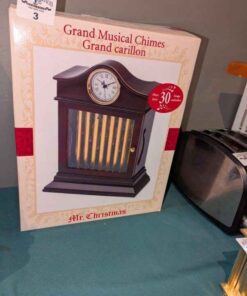 3
Grand Musical Chimes
Grand carillon
30
Mr. Christmas